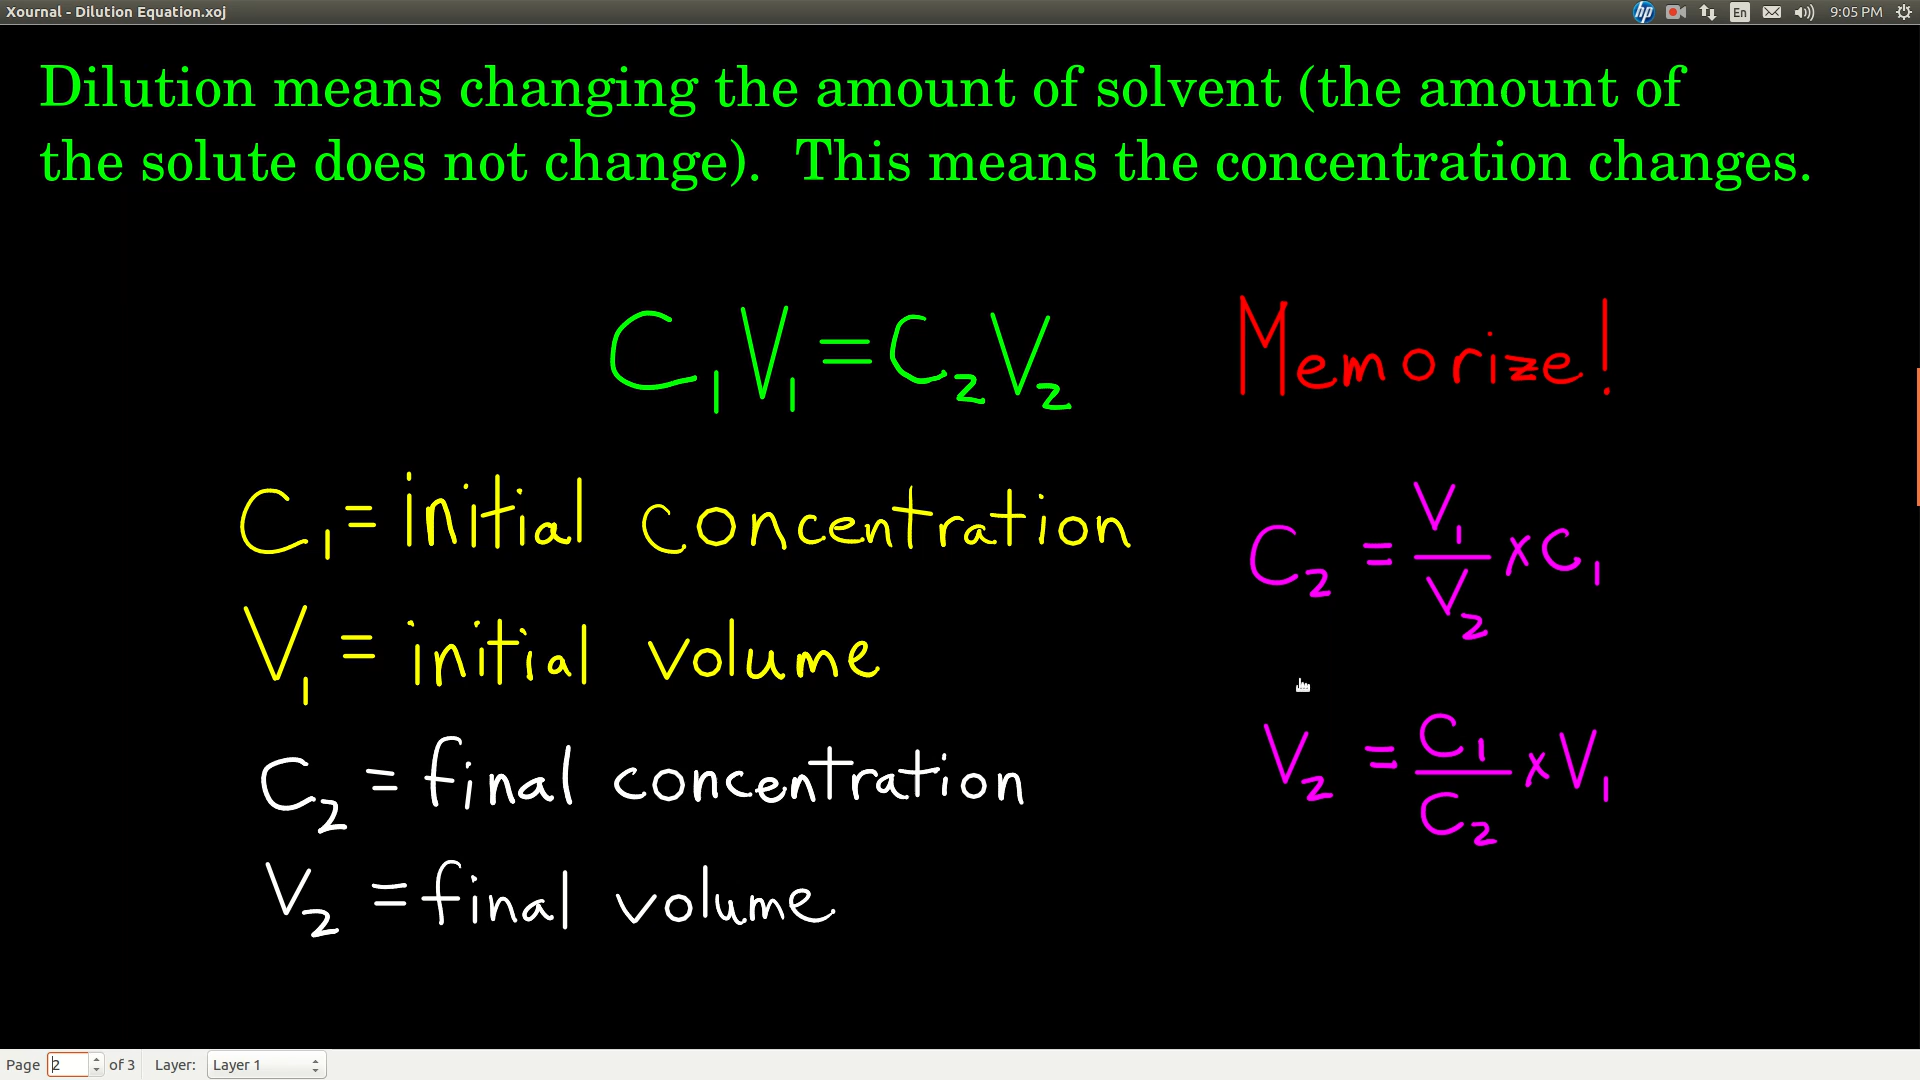 Xournal - Dilution Equation.xoj
hp En 9:05 PM
Dilution means changing the amount of solvent (the amount of
the solute does not change). This means the concentration changes.
C₁V₁=C₂V₂ Memorize!
C₁= initial concentration
V₁ = initial volume
C₂ = final concentration
V₂ = final volume
C₂ = V₁/V₂ x C₁
V₂ = C₁/C₂ x V₁
Page 2 of 3 Layer: Layer 1